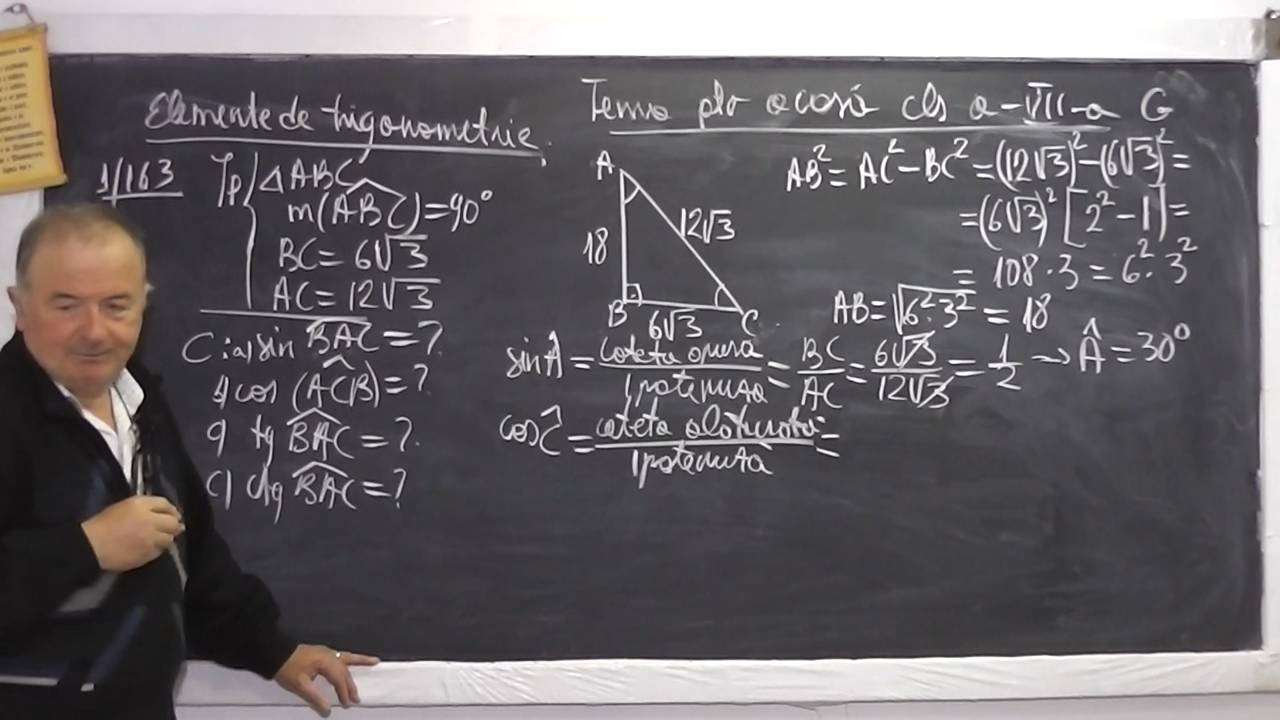 Elemente de trigonometrie
1/163
Ip
△ABC
m(ABC)=90°
BC= 6√3
AC=12√3
C: a) sin BAC =?
b) cos (ACB)=?
c) tg BAC =?
d) ctg BAC=?
Tema ptr acasă cls a-VII-a G
A
18
12√3
B
6√3
C
AB²= AC²-BC² =(12√3)²-(6√3)²=
=(6√3)² [2²-1]=
= 108·3 = 6²·3²
AB=√6²·3² = 18
sin Â = cateta opusă / ipotenuza = BC / AC = 6√3 / 12√3 = 1/2 → Â =30°
cos Ĉ = cateta alăturată / ipotenuza =